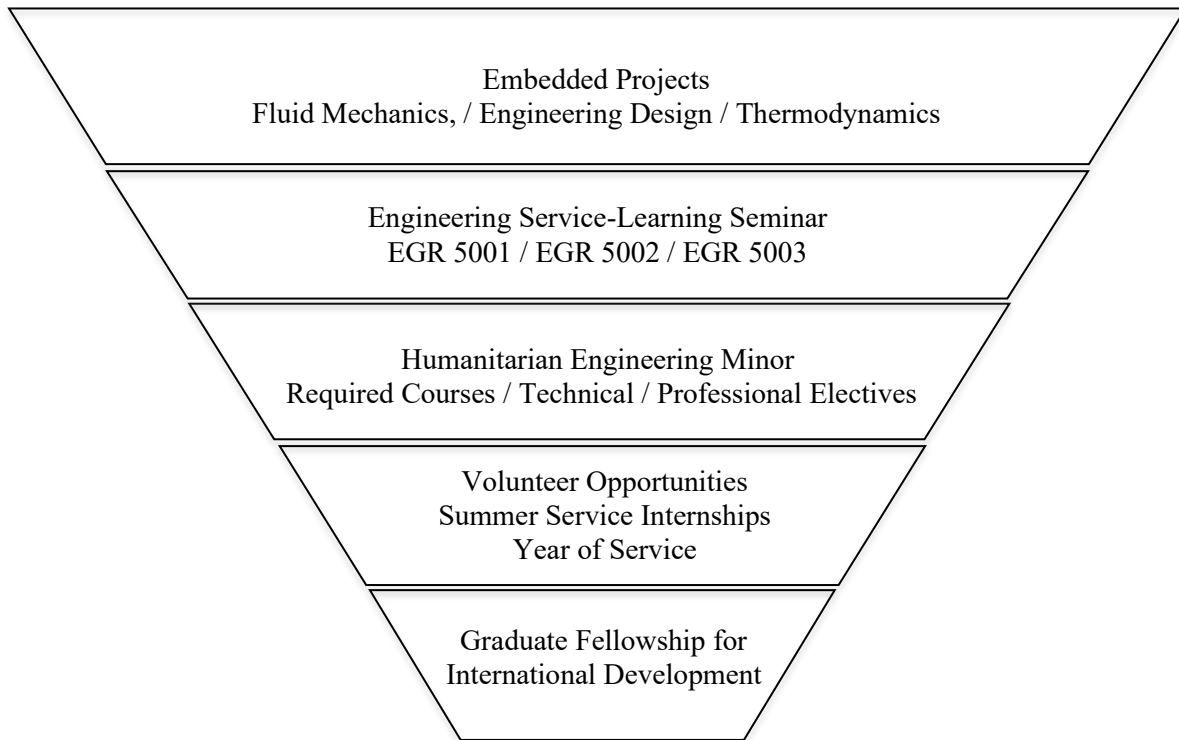 Embedded Projects
Fluid Mechanics, / Engineering Design / Thermodynamics
Engineering Service-Learning Seminar
EGR 5001 / EGR 5002 / EGR 5003
Humanitarian Engineering Minor
Required Courses / Technical / Professional Electives
Volunteer Opportunities
Summer Service Internships
Year of Service
Graduate Fellowship for
International Development